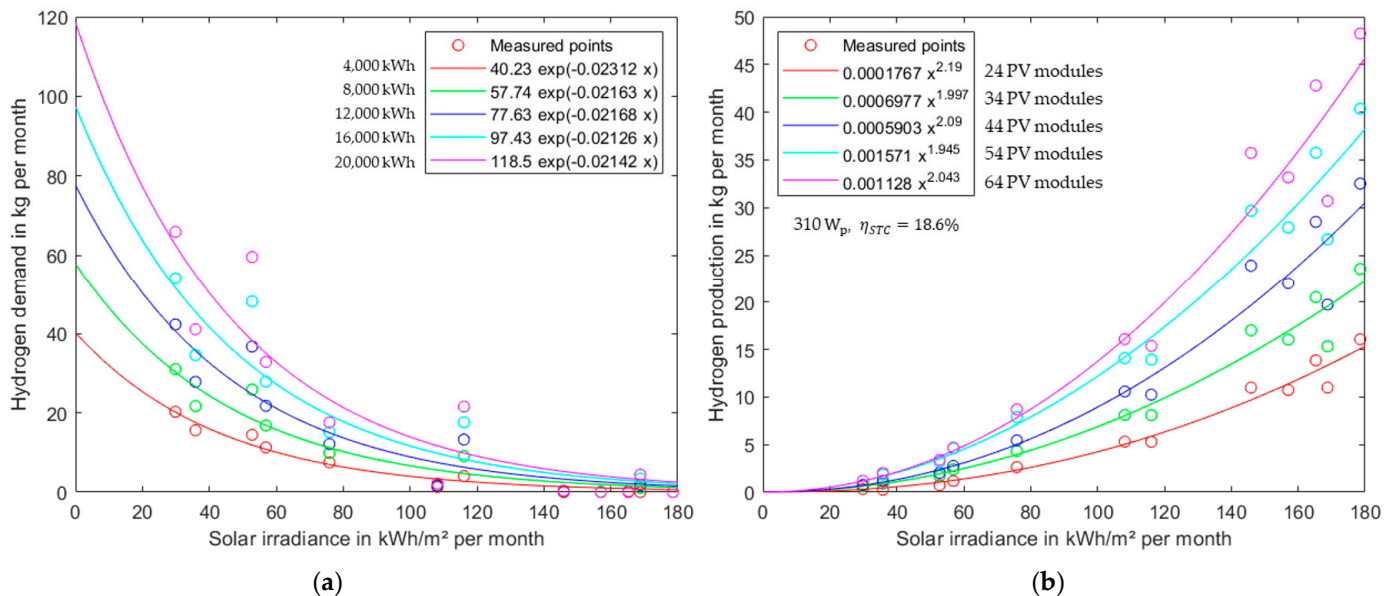 120
100
80
60
40
20
0
Hydrogen demand in kg per month
0 20 40 60 80 100 120 140 160 180
Solar irradiance in kWh/m² per month
Measured points
4,000 kWh 40.23 exp(-0.02312 x)
8,000 kWh 57.74 exp(-0.02163 x)
12,000 kWh 77.63 exp(-0.02168 x)
16,000 kWh 97.43 exp(-0.02126 x)
20,000 kWh 118.5 exp(-0.02142 x)
(a)
50
45
40
35
30
25
20
15
10
5
0
Hydrogen production in kg per month
0 20 40 60 80 100 120 140 160 180
Solar irradiance in kWh/m² per month
Measured points
0.0001767 x^2.19 24 PV modules
0.0006977 x^1.997 34 PV modules
0.0005903 x^2.09 44 PV modules
0.001571 x^1.945 54 PV modules
0.001128 x^2.043 64 PV modules
310 Wₚ, η_STC = 18.6%
(b)